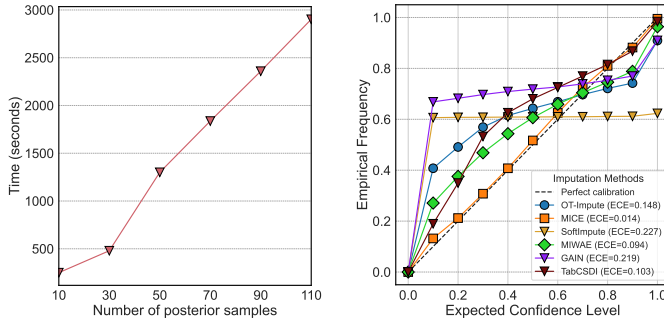 3000
2500
2000
1500
1000
500
Time (seconds)
10 30 50 70 90 110
Number of posterior samples
1.0
0.8
0.6
0.4
0.2
0.0
Empirical Frequency
0.0 0.2 0.4 0.6 0.8 1.0
Expected Confidence Level
Imputation Methods
Perfect calibration
OT-Impute (ECE=0.148)
MICE (ECE=0.014)
SoftImpute (ECE=0.227)
MIWAE (ECE=0.094)
GAIN (ECE=0.219)
TabCSDI (ECE=0.103)